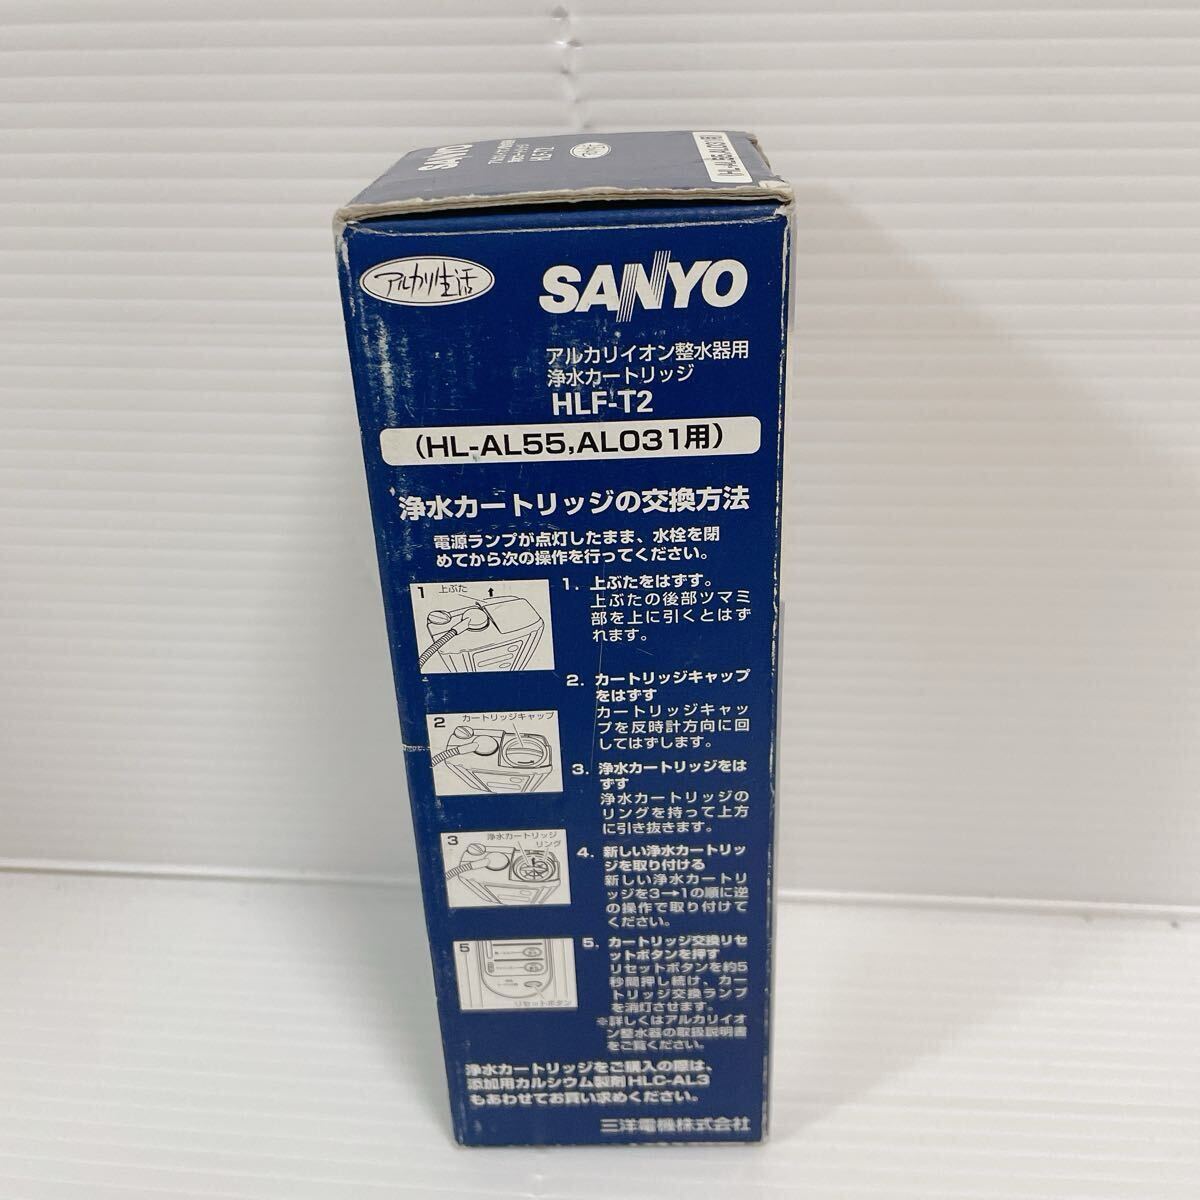 SANYO
HLF-T2
(HL-AL55,AL031用)
アルカリ生活
SANYO
アルカリイオン整水器用
浄水カートリッジ
HLF-T2
(HL-AL55,AL031用)
浄水カートリッジの交換方法
電源ランプが点灯したまま、水栓を閉
めてから次の操作を行ってください。
1 上ぶた
1. 上ぶたをはずす。
上ぶたの後部ツマミ
部を上に引くとはず
れます。
2 カートリッジキャップ
2. カートリッジキャップ
をはずす
カートリッジキャッ
プを反時計方向に回
してはずします。
3 浄水カートリッジ
リング
3. 浄水カートリッジをは
ずす
浄水カートリッジの
リングを持って上方
に引き抜きます。
4. 新しい浄水カートリッ
ジを取り付ける
新しい浄水カートリ
ッジを3→1の順に逆
の操作で取り付けて
ください。
5
リセットボタン
5. カートリッジ交換リセ
ットボタンを押す
リセットボタンを約5
秒間押し続け、カー
トリッジ交換ランプ
を消灯させます。
※詳しくはアルカリイオ
ン整水器の取扱説明書
をご覧ください。
浄水カートリッジをご購入の際は、
添加用カルシウム製剤HLC-AL3
もあわせてお買い求めください。
三洋電機株式会社